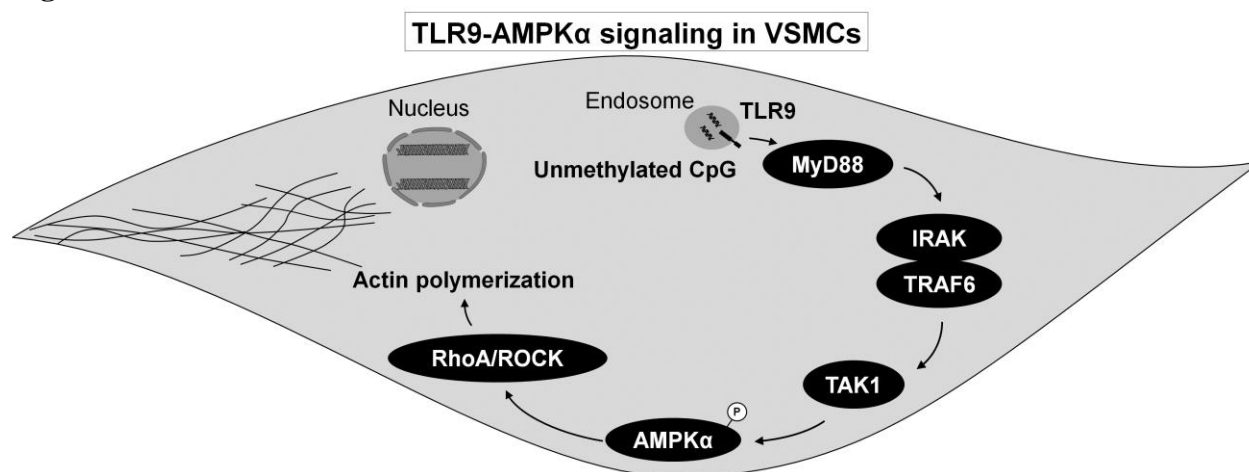 TLR9-AMPKα signaling in VSMCs
Nucleus
Endosome
TLR9
Unmethylated CpG
MyD88
IRAK
TRAF6
Actin polymerization
RhoA/ROCK
TAK1
P
AMPKα